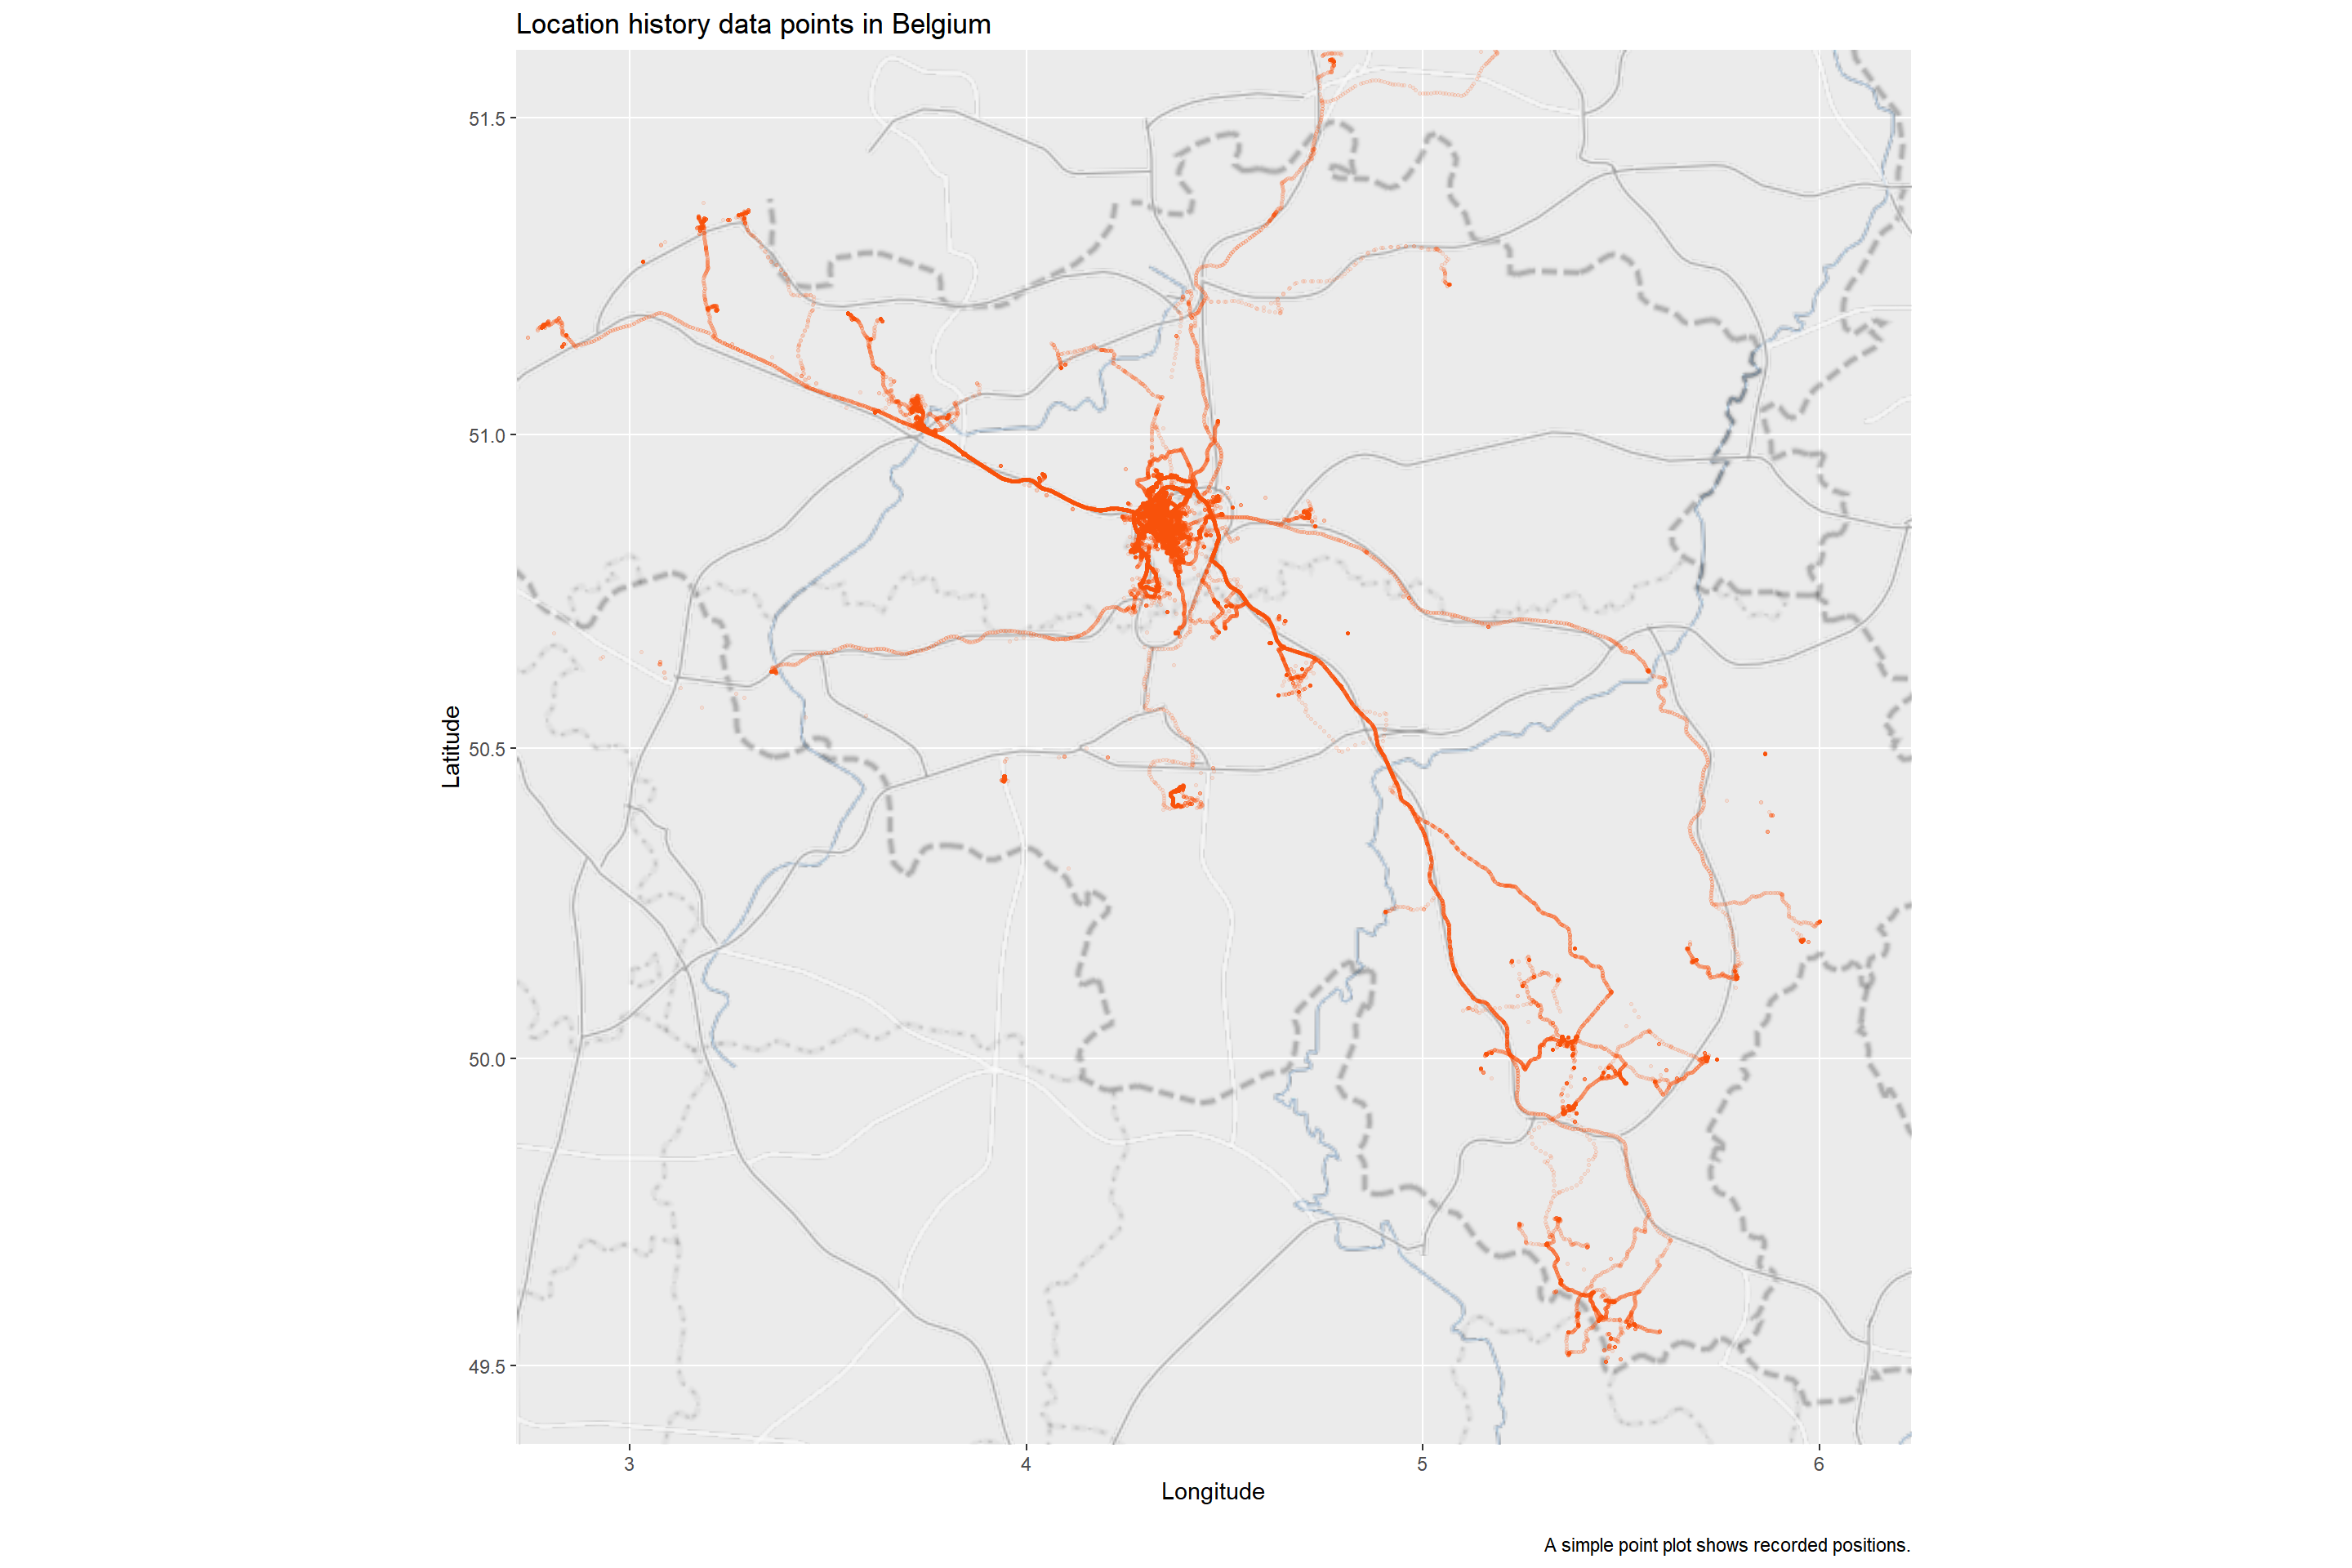 Location history data points in Belgium
51.5
51.0
50.5
50.0
49.5
Latitude
3 4 5 6
Longitude
A simple point plot shows recorded positions.